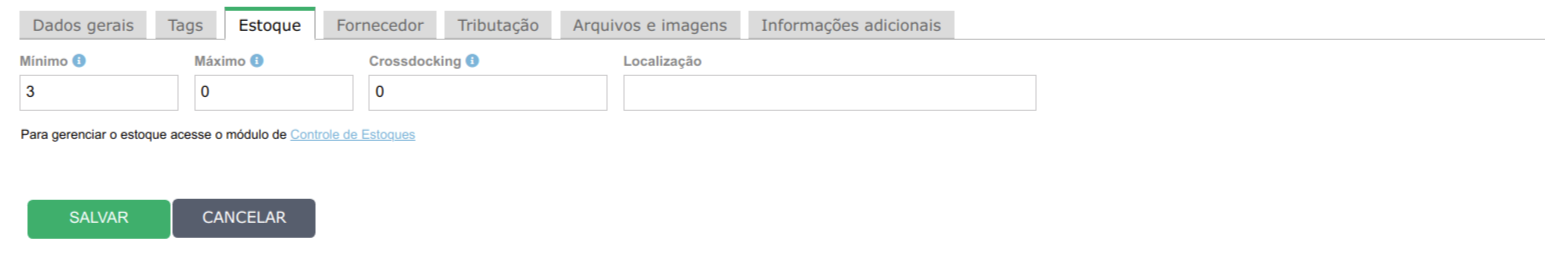 Dados gerais Tags Estoque Fornecedor Tributação Arquivos e imagens Informações adicionais
Mínimo Máximo Crossdocking Localização
3 0 0
Para gerenciar o estoque acesse o módulo de Controle de Estoques
SALVAR CANCELAR